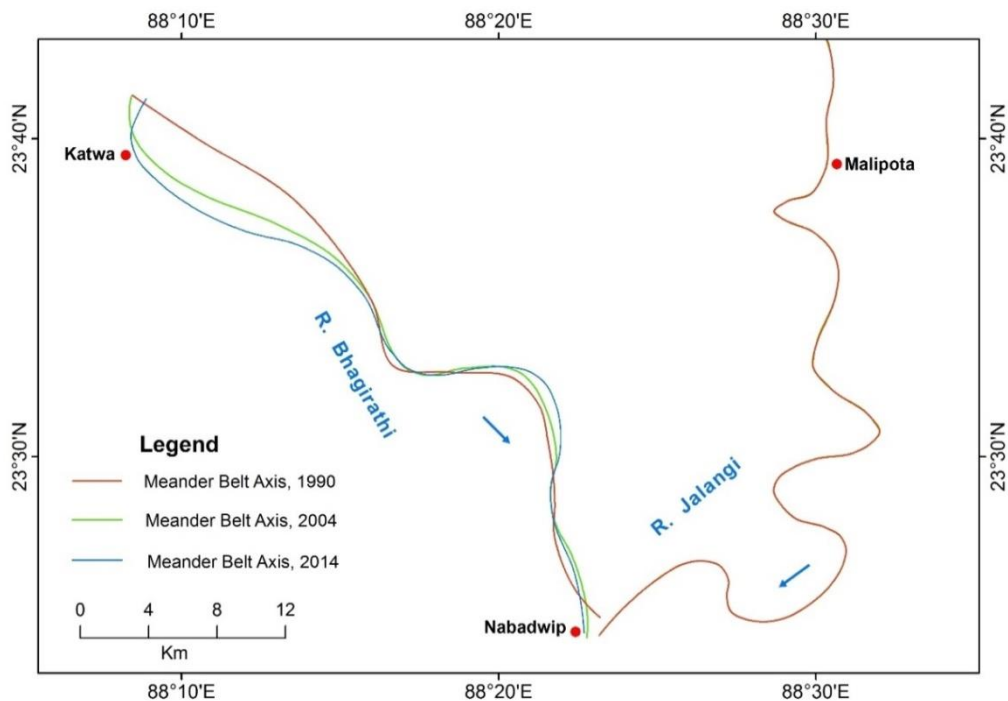 88°10'E 88°20'E 88°30'E
23°40'N 23°40'N
Katwa
Malipota
R. Bhagirathi
23°30'N 23°30'N
R. Jalangi
Legend
Meander Belt Axis, 1990
Meander Belt Axis, 2004
Meander Belt Axis, 2014
0 4 8 12
Km
Nabadwip
88°10'E 88°20'E 88°30'E